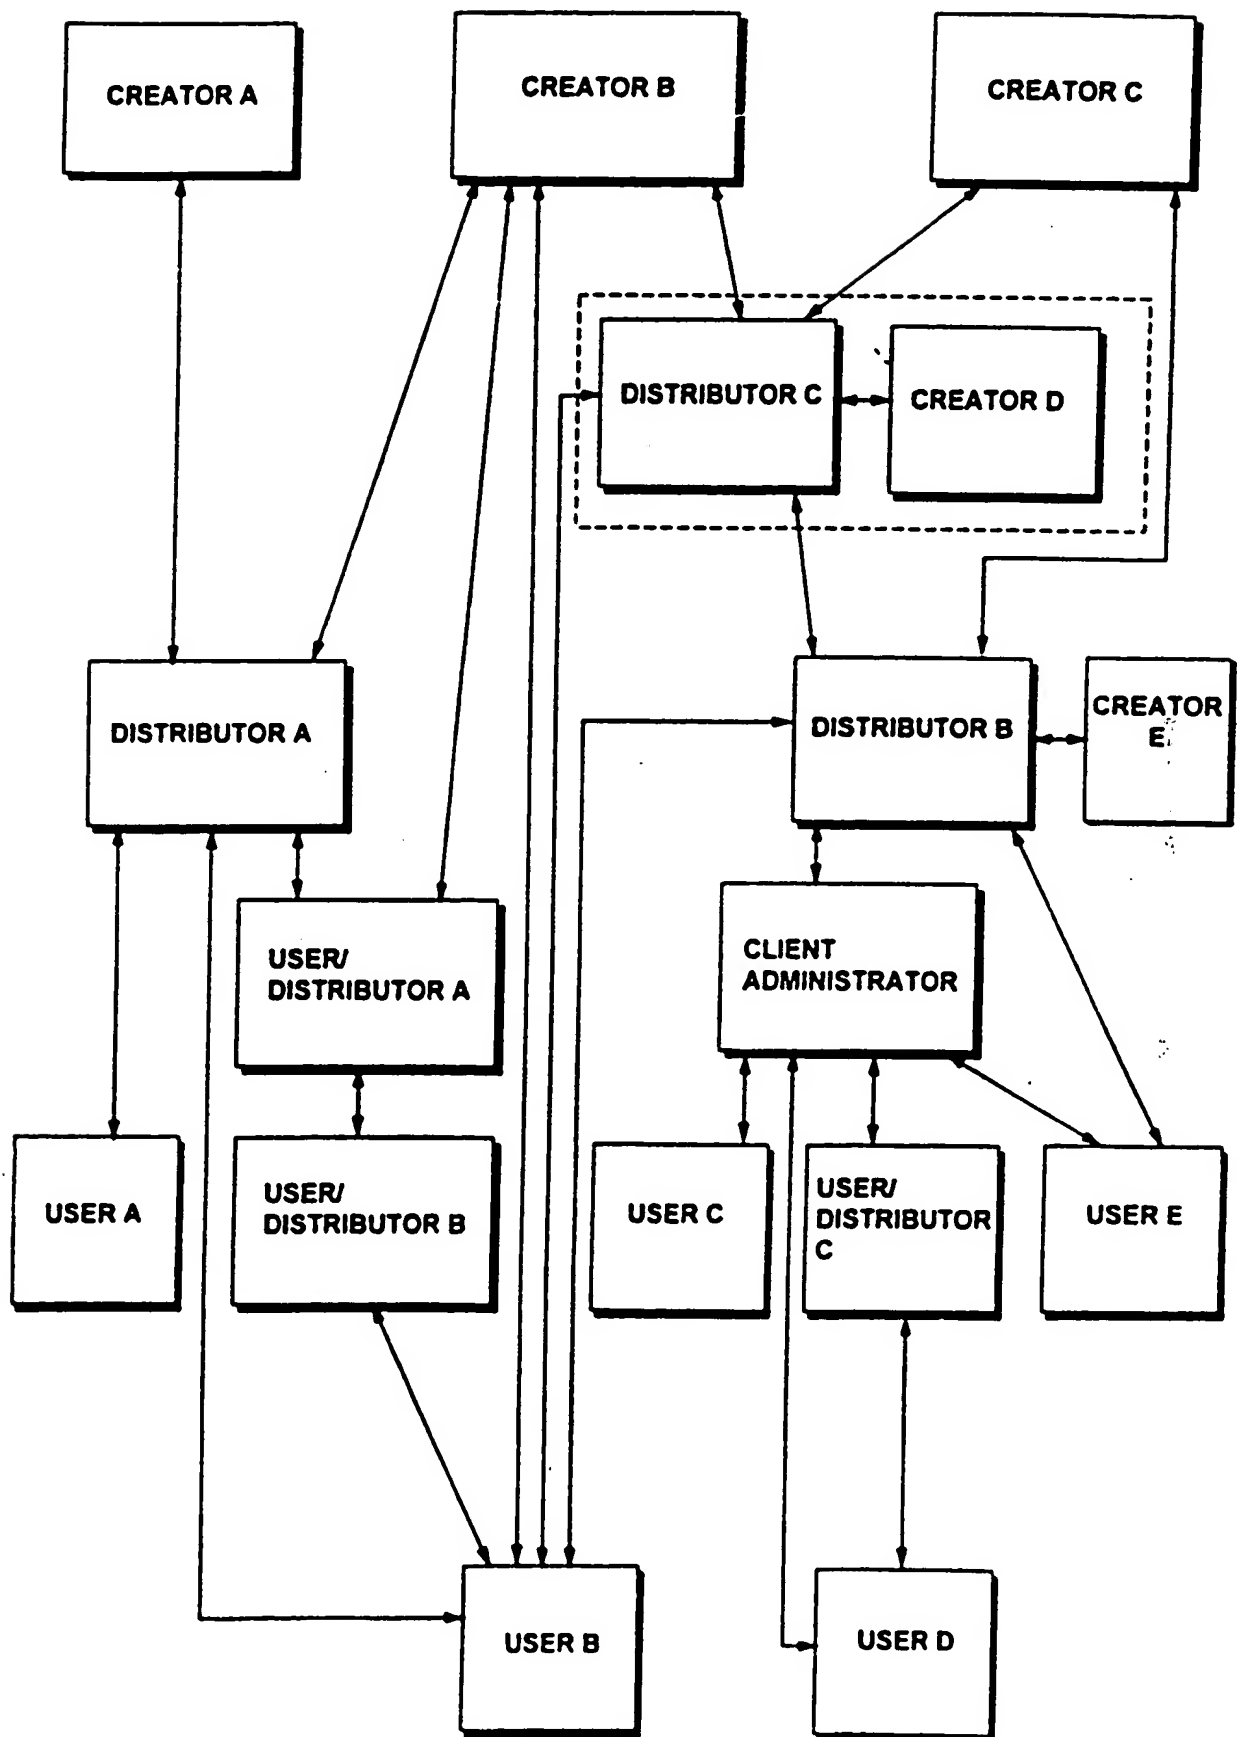 CREATOR A
CREATOR B
CREATOR C
DISTRIBUTOR C
CREATOR D
DISTRIBUTOR A
DISTRIBUTOR B
CREATOR
E
USER/
DISTRIBUTOR A
CLIENT
ADMINISTRATOR
USER A
USER/
DISTRIBUTOR B
USER C
USER/
DISTRIBUTOR
C
USER E
USER B
USER D